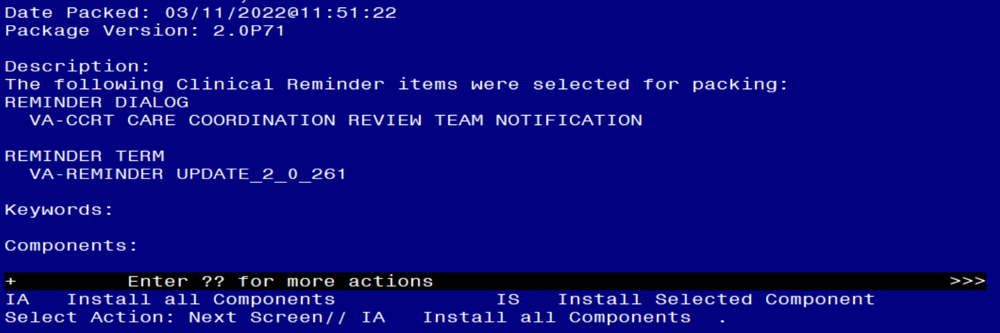 Date Packed: 03/11/2022@11:51:22
Package Version: 2.0P71
Description:
The following Clinical Reminder items were selected for packing:
REMINDER DIALOG
  VA-CCRT CARE COORDINATION REVIEW TEAM NOTIFICATION
REMINDER TERM
  VA-REMINDER UPDATE_2_0_261
Keywords:
Components:
+         Enter ?? for more actions                                          >>>
IA   Install all Components             IS   Install Selected Component
Select Action: Next Screen// IA   Install all Components  .